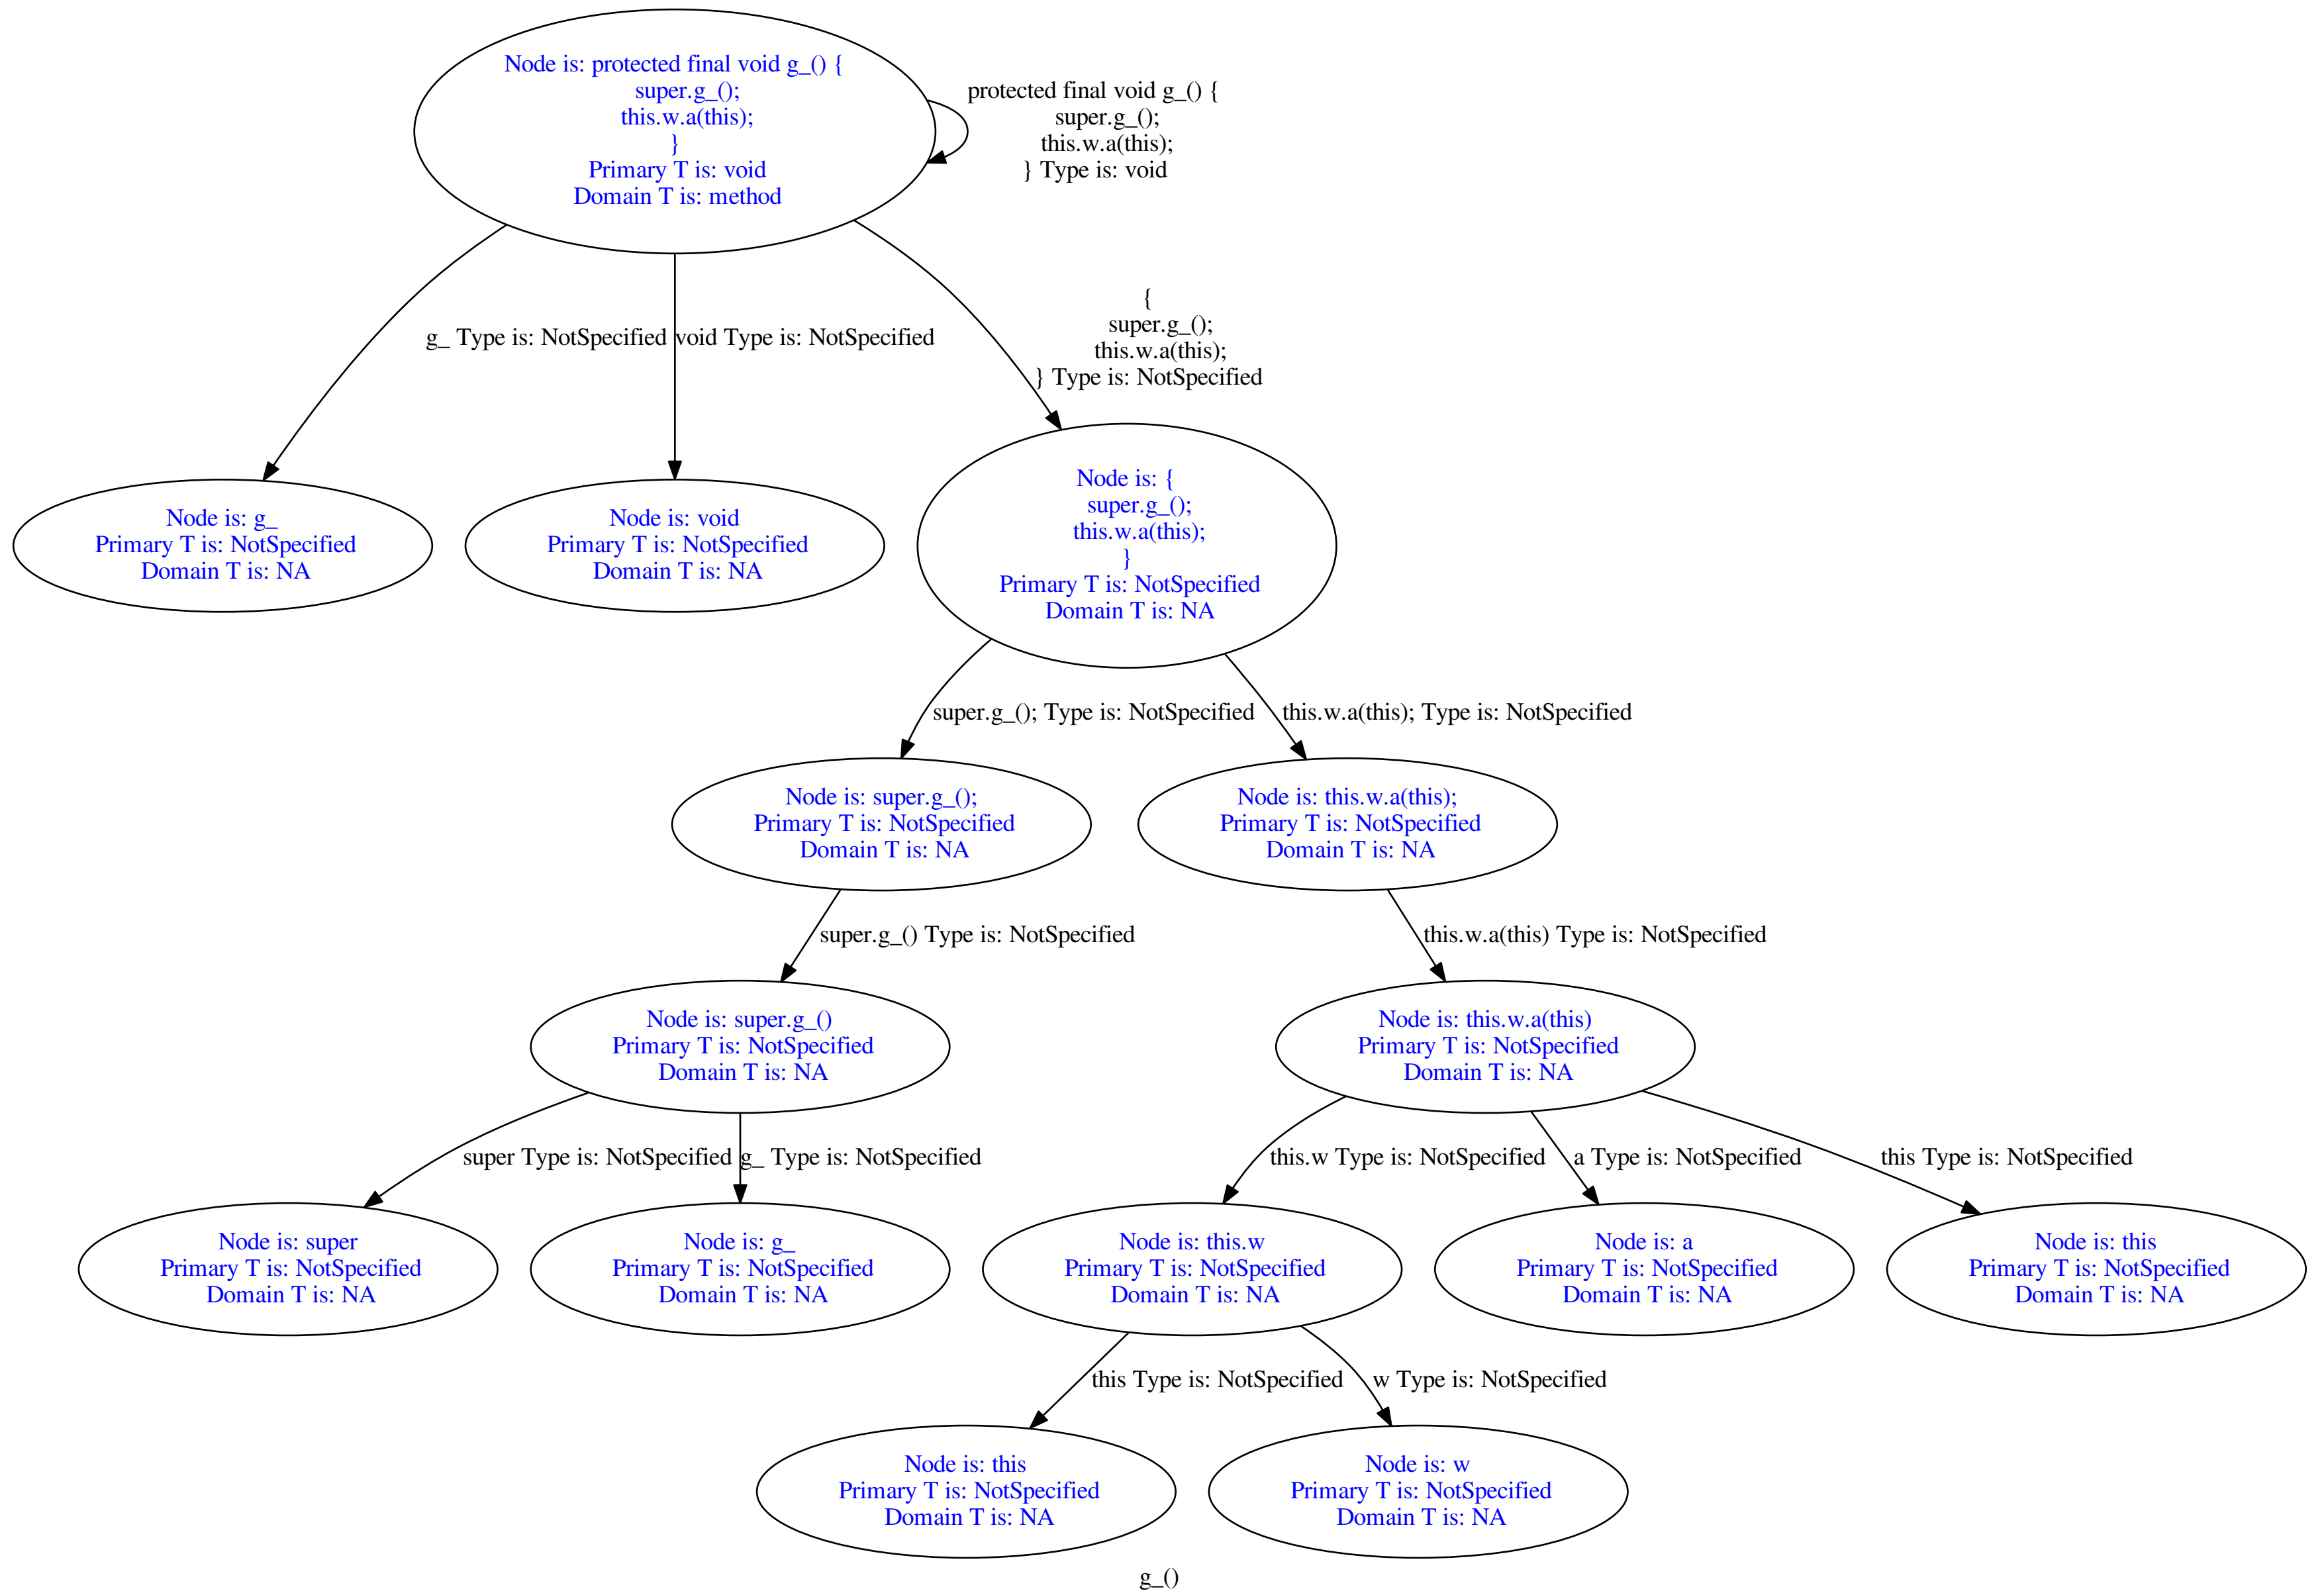 Node is: protected final void g_() {
super.g_();
this.w.a(this);
}
Primary T is: void
Domain T is: method
protected final void g_() {
super.g_();
this.w.a(this);
} Type is: void
g_ Type is: NotSpecified
void Type is: NotSpecified
{
super.g_();
this.w.a(this);
} Type is: NotSpecified
Node is: g_
Primary T is: NotSpecified
Domain T is: NA
Node is: void
Primary T is: NotSpecified
Domain T is: NA
Node is: {
super.g_();
this.w.a(this);
}
Primary T is: NotSpecified
Domain T is: NA
super.g_(); Type is: NotSpecified
this.w.a(this); Type is: NotSpecified
Node is: super.g_();
Primary T is: NotSpecified
Domain T is: NA
Node is: this.w.a(this);
Primary T is: NotSpecified
Domain T is: NA
super.g_() Type is: NotSpecified
this.w.a(this) Type is: NotSpecified
Node is: super.g_()
Primary T is: NotSpecified
Domain T is: NA
Node is: this.w.a(this)
Primary T is: NotSpecified
Domain T is: NA
super Type is: NotSpecified
g_ Type is: NotSpecified
this.w Type is: NotSpecified
a Type is: NotSpecified
this Type is: NotSpecified
Node is: super
Primary T is: NotSpecified
Domain T is: NA
Node is: g_
Primary T is: NotSpecified
Domain T is: NA
Node is: this.w
Primary T is: NotSpecified
Domain T is: NA
Node is: a
Primary T is: NotSpecified
Domain T is: NA
Node is: this
Primary T is: NotSpecified
Domain T is: NA
this Type is: NotSpecified
w Type is: NotSpecified
Node is: this
Primary T is: NotSpecified
Domain T is: NA
Node is: w
Primary T is: NotSpecified
Domain T is: NA
g_()